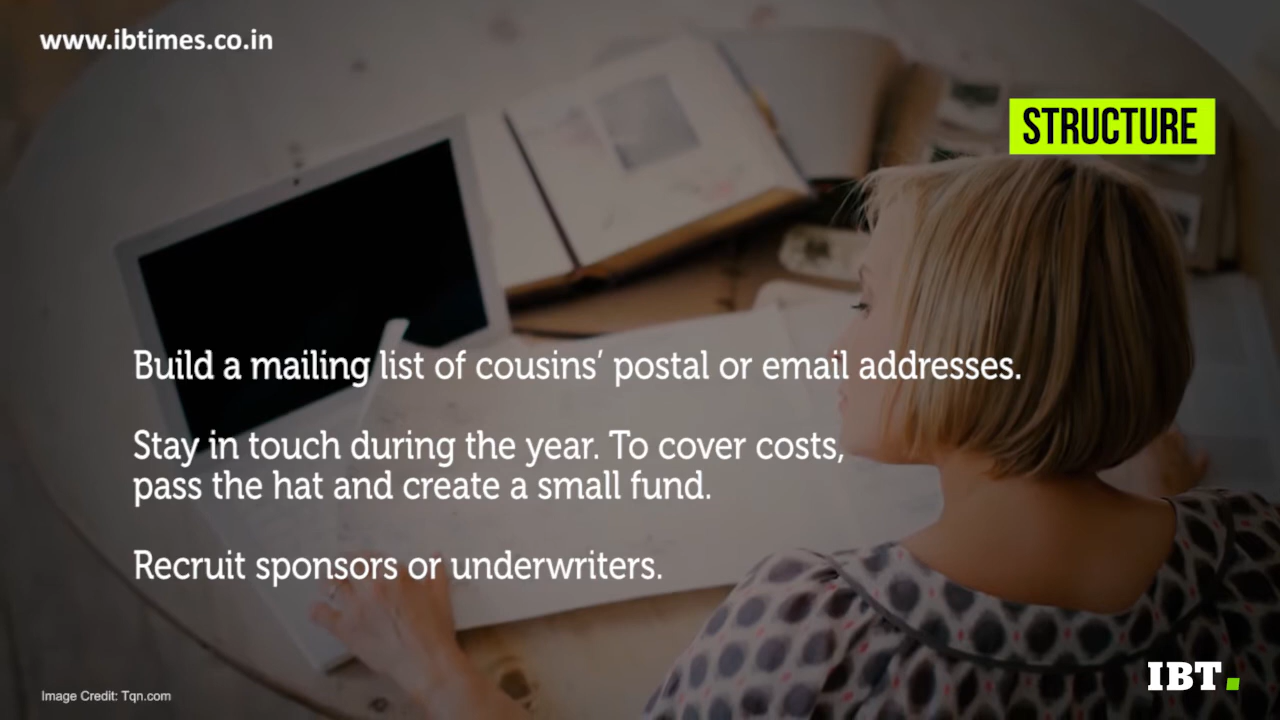 www.ibtimes.co.in
STRUCTURE
Build a mailing list of cousins’ postal or email addresses.
Stay in touch during the year. To cover costs,
pass the hat and create a small fund.
Recruit sponsors or underwriters.
Image Credit: Tqn.com
IBT.